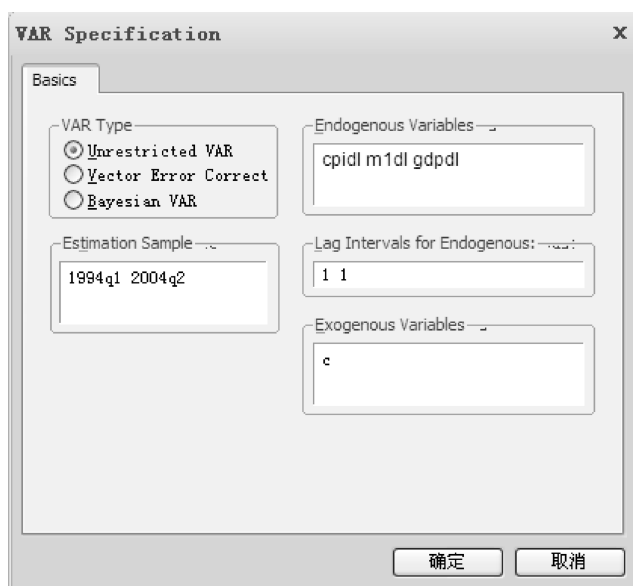 VAR Specification
x
Basics
VAR Type
Unrestricted VAR
Vector Error Correct
Bayesian VAR
Endogenous Variables
cpidl m1dl gdpdl
Estimation Sample
1994q1 2004q2
Lag Intervals for Endogenous:
1 1
Exogenous Variables
c
确定
取消